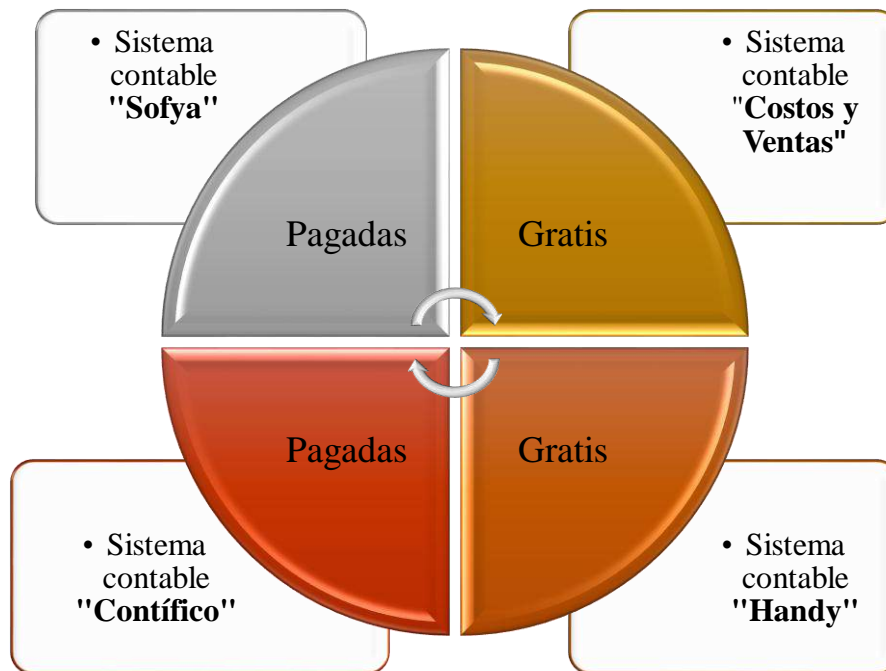 • Sistema
contable
"Sofya"
• Sistema
contable
"Costos y
Ventas"
Pagadas
Gratis
Pagadas
Gratis
• Sistema
contable
"Contífico"
• Sistema
contable
"Handy"